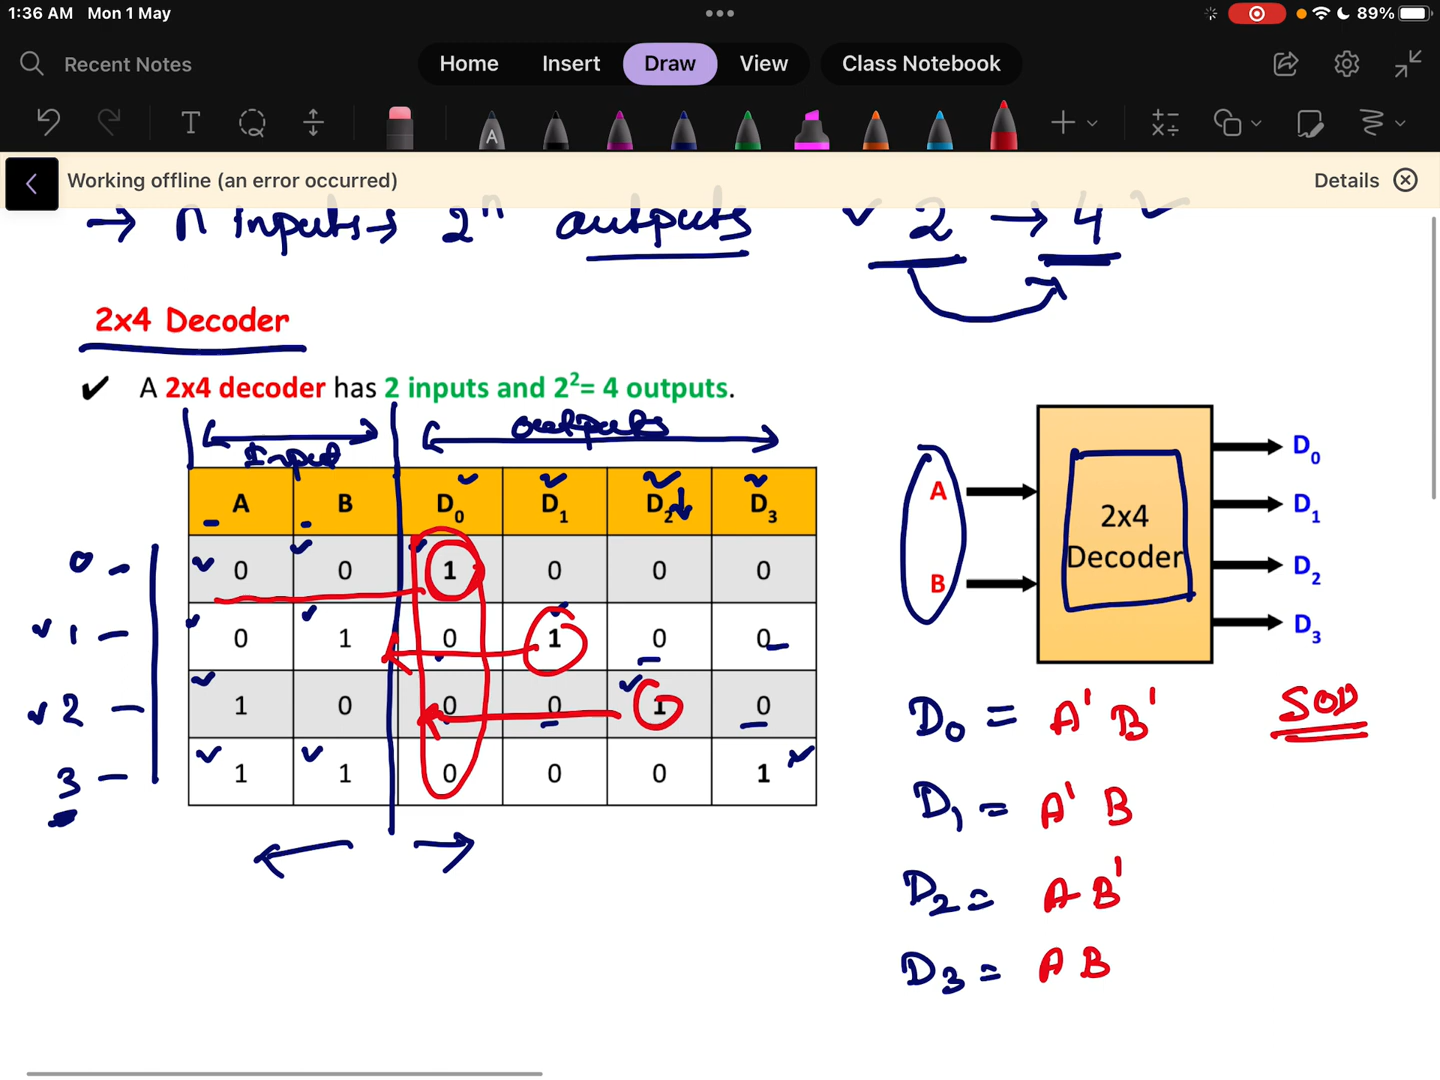 1:36 AM Mon 1 May
89%
Recent Notes
Home Insert Draw View Class Notebook
T
A
Working offline (an error occurred)
Details
→ n inputs → 2ⁿ outputs ✓ 2 → 4 ✓
2x4 Decoder
✔ A 2x4 decoder has 2 inputs and 2²= 4 outputs.
Input outputs
A B D₀ D₁ D₂ D₃
0 - 0 0 1 0 0 0
1 - 0 1 0 1 0 0
2 - 1 0 0 0 1 0
3 - 1 1 0 0 0 1
A
B
2x4
Decoder
D₀
D₁
D₂
D₃
D₀ = A' B'
D₁ = A' B
D₂ = A B'
D₃ = A B